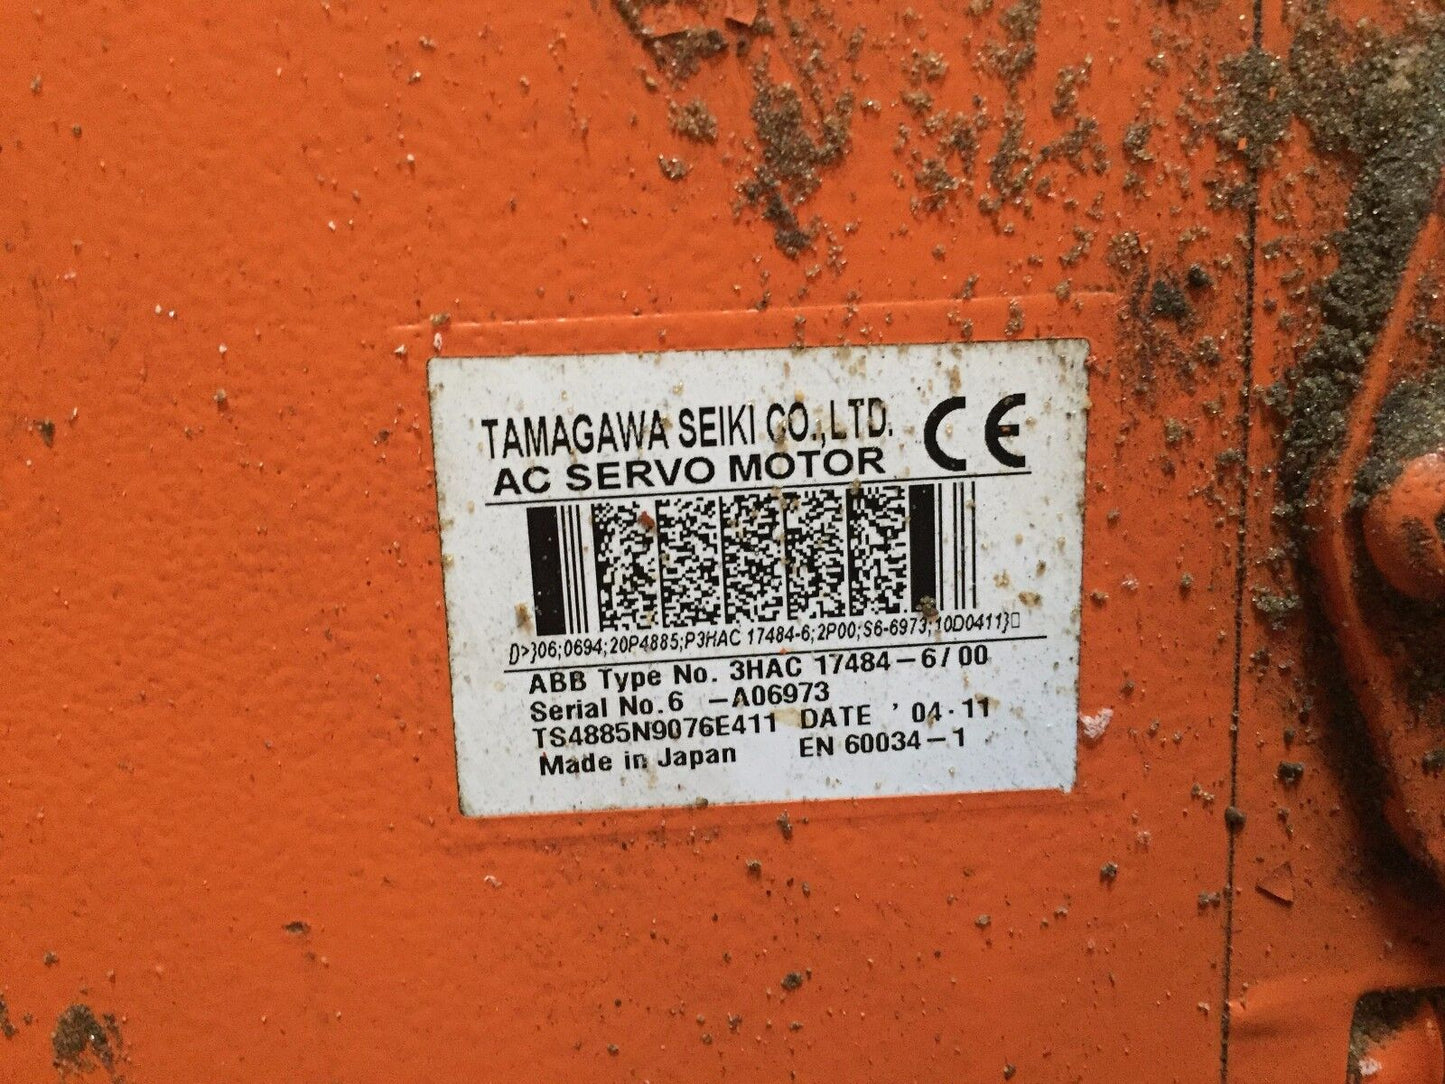 TAMAGAWA SEIKI CO.,LTD. CE
AC SERVO MOTOR
[)>}06;0694;20P4885;P3HAC 17484-6;2P00;S6-6973;10D0411}□
ABB Type No. 3HAC 17484-6/00
Serial No.6 -A06973
TS4885N9076E411 DATE '04·11
Made in Japan EN 60034-1